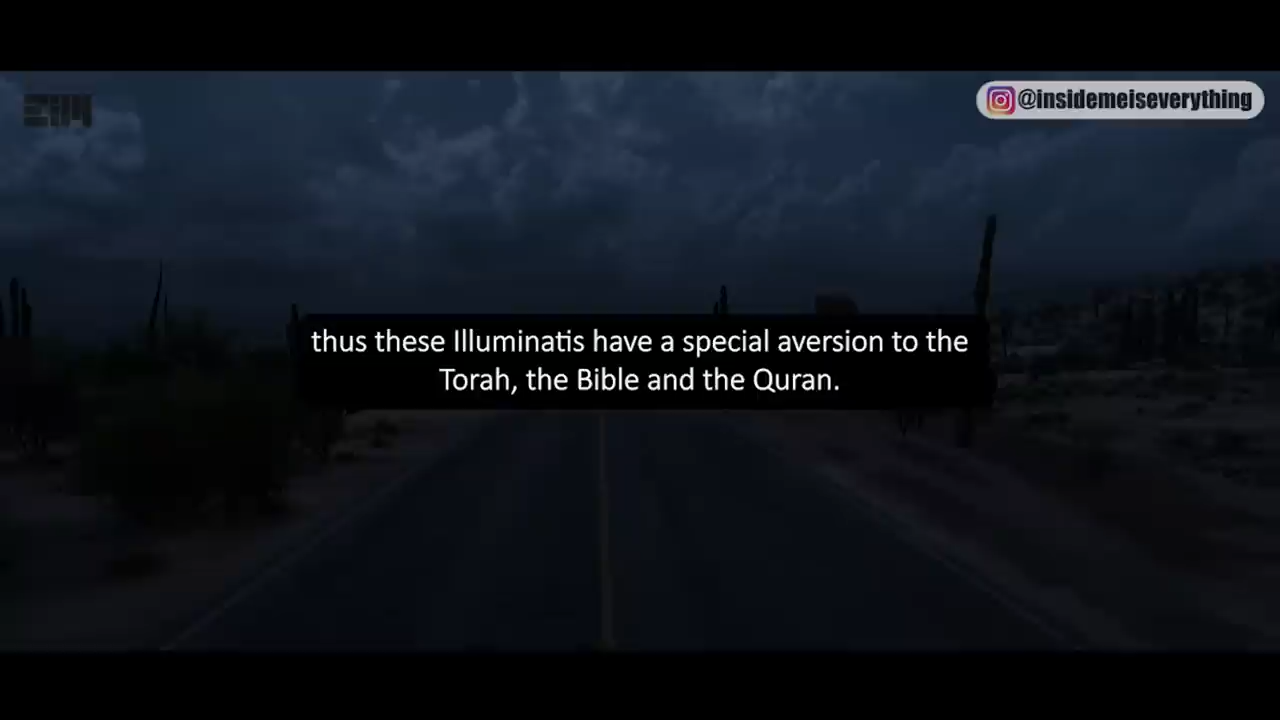 @insidemeiseverything
thus these Illuminatis have a special aversion to the
Torah, the Bible and the Quran.